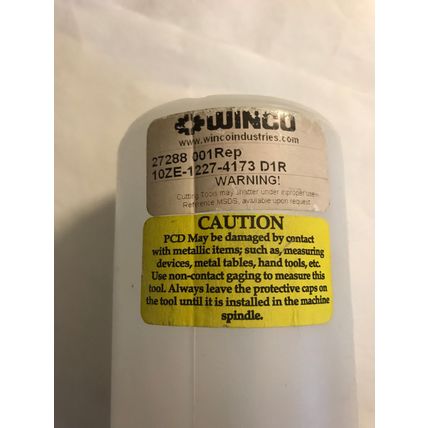 WINCO
www.wincoindustries.com
27288 001Rep
10ZE-1227-4173 D1R
WARNING!
Cutting Tools may shatter under improper use.
Reference MSDS, available upon request
CAUTION
PCD May be damaged by contact
with metallic items; such as, measuring
devices, metal tables, hand tools, etc.
Use non-contact gaging to measure this
tool. Always leave the protective caps on
the tool until it is installed in the machine
spindle.